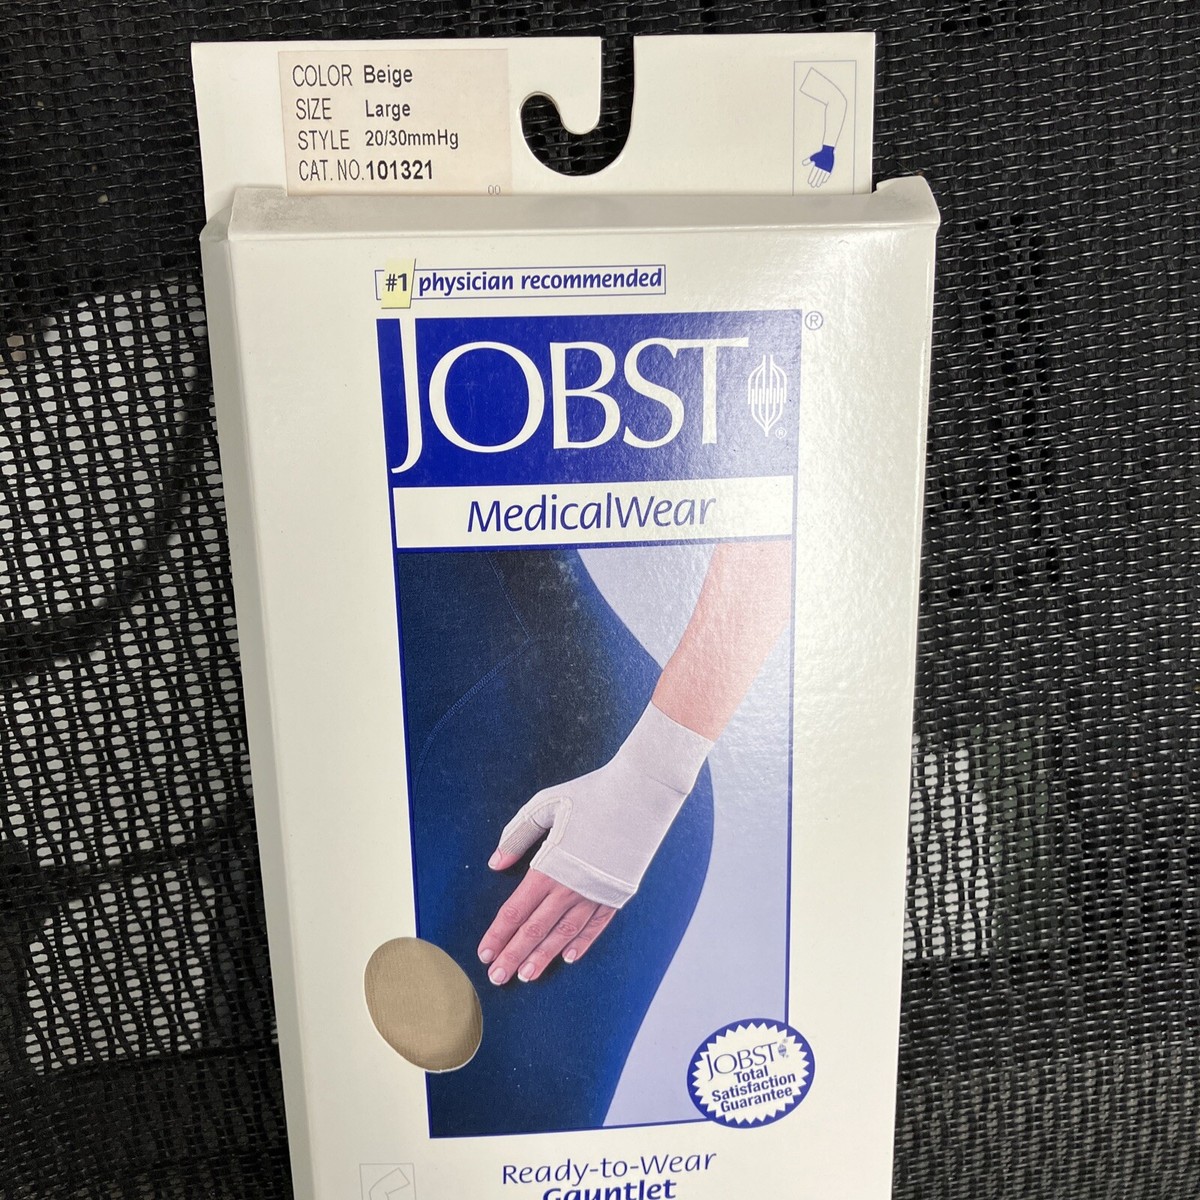 COLOR Beige
SIZE Large
STYLE 20/30mmHg
CAT. NO. 101321
00
#1 physician recommended
JOBST ®
®
MedicalWear
JOBST ®
Total
Satisfaction
Guarantee
Ready-to-Wear
Gauntlet